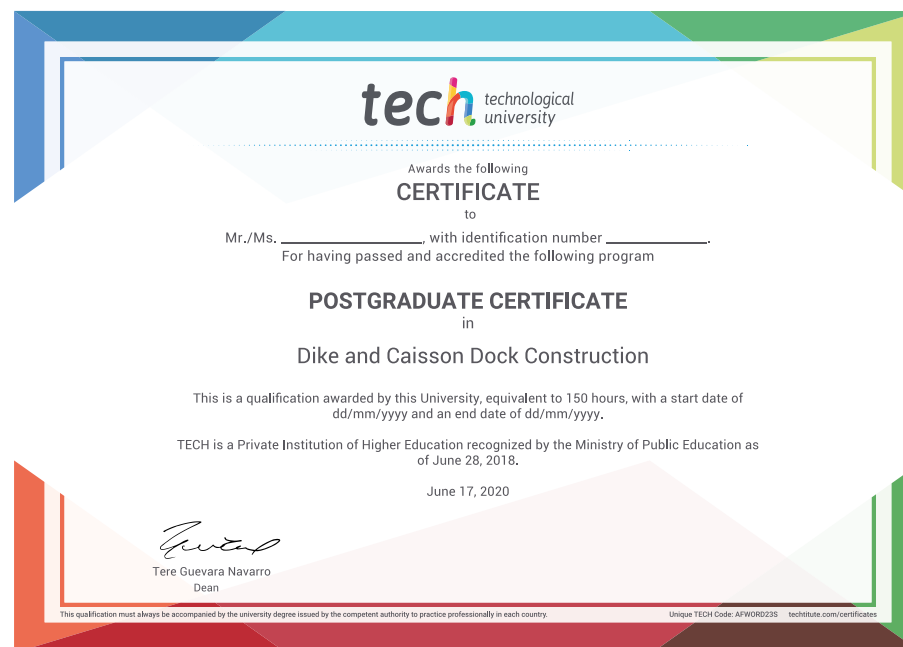 tech technological
university
Awards the following
CERTIFICATE
to
Mr./Ms. ____________, with identification number ____________.
For having passed and accredited the following program
POSTGRADUATE CERTIFICATE
in
Dike and Caisson Dock Construction
This is a qualification awarded by this University, equivalent to 150 hours, with a start date of
dd/mm/yyyy and an end date of dd/mm/yyyy.
TECH is a Private Institution of Higher Education recognized by the Ministry of Public Education as
of June 28, 2018.
June 17, 2020
Tere Guevara Navarro
Dean
This qualification must always be accompanied by the university degree issued by the competent authority to practice professionally in each country. Unique TECH Code: AFWORD23S techtitute.com/certificates